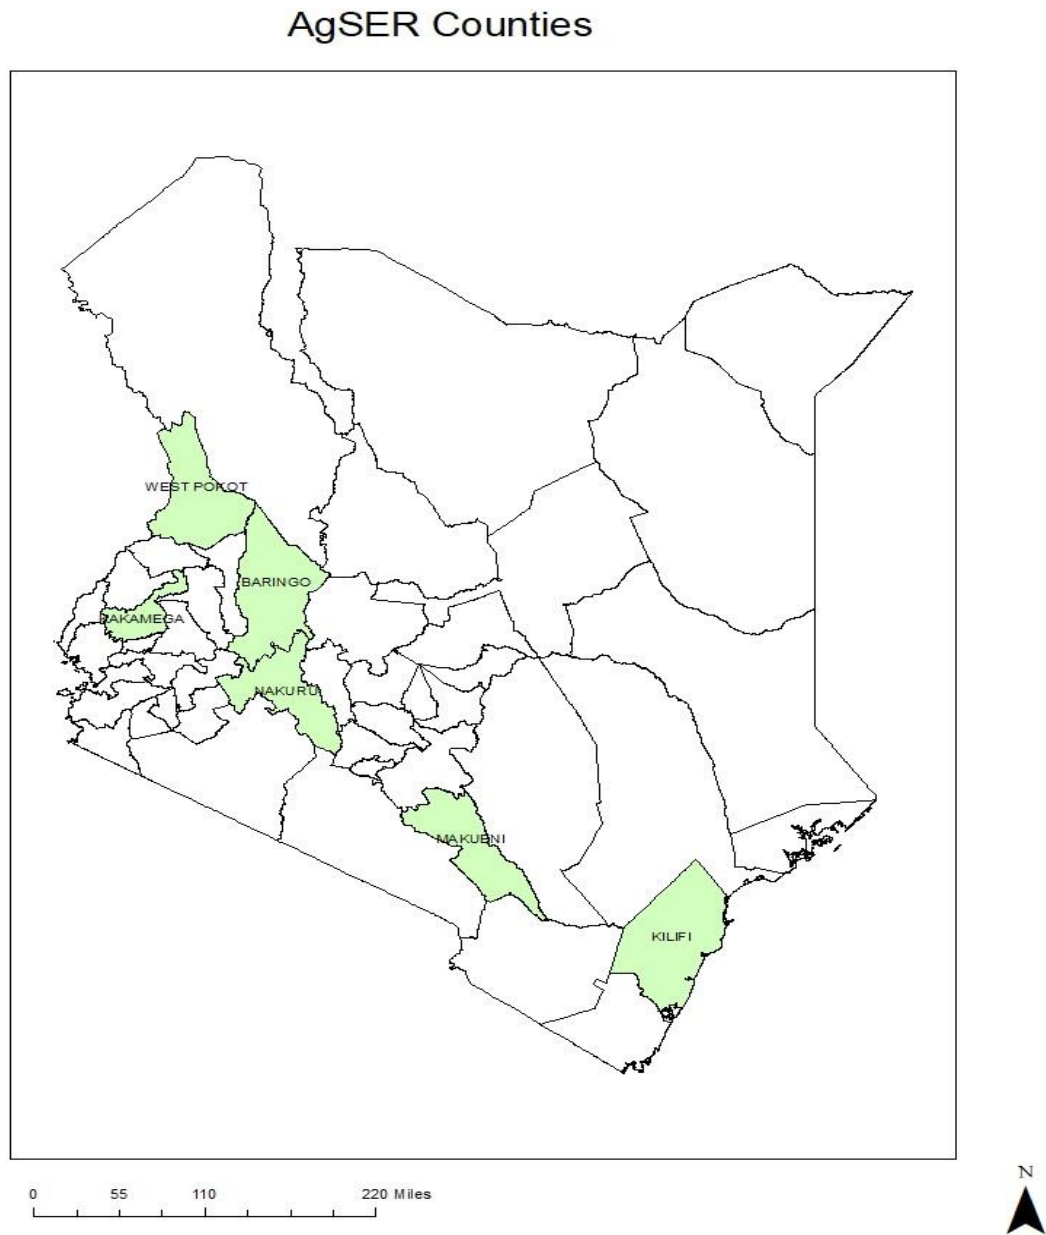 AgSER Counties
WEST POKOT
BARINGO
KAKAMEGA
NAKURU
MAKUENI
KILIFI
0 55 110 220 Miles
N